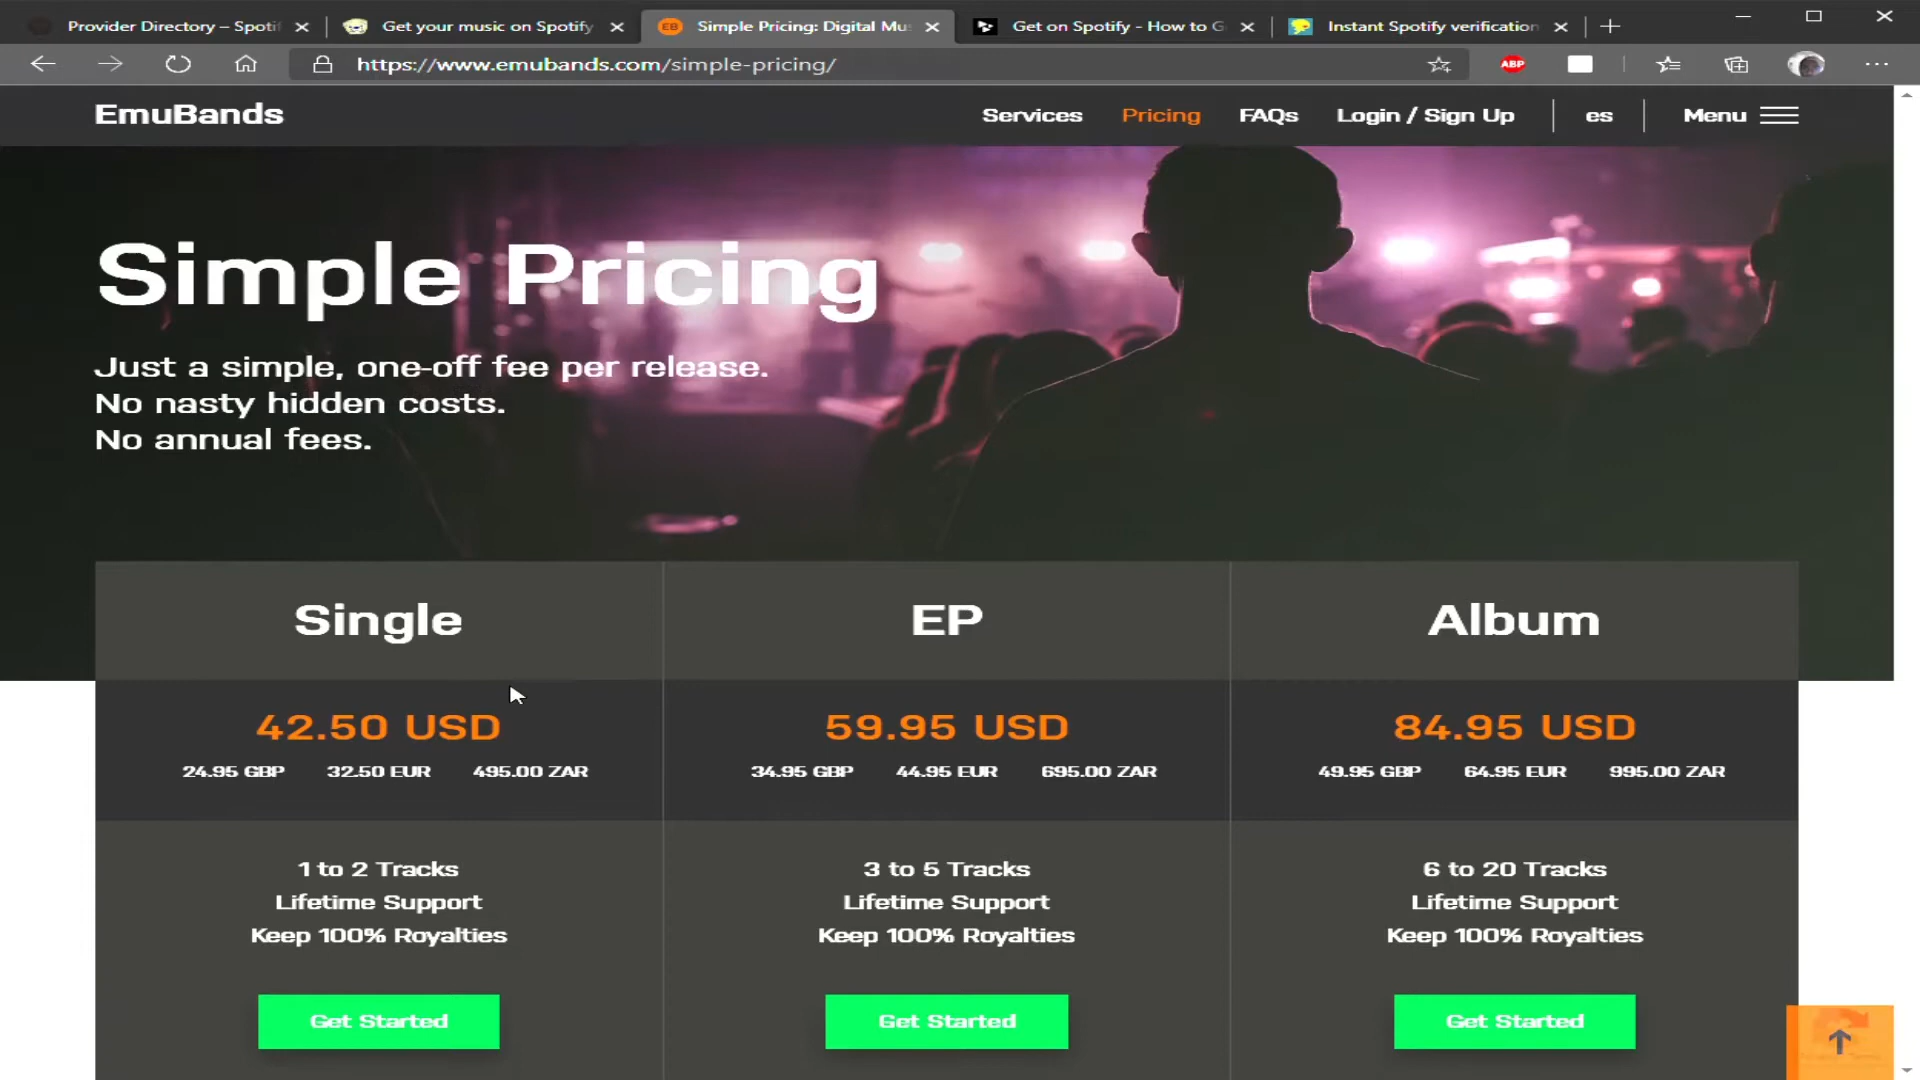 Provider Directory – Spoti
Get your music on Spotify
EB
Simple Pricing: Digital Mu
Get on Spotify - How to G
Instant Spotify verification
https://www.emubands.com/simple-pricing/
ABP
EmuBands
Services
Pricing
FAQs
Login / Sign Up
es
Menu
Simple Pricing
Just a simple, one-off fee per release.
No nasty hidden costs.
No annual fees.
Single
EP
Album
42.50 USD
59.95 USD
84.95 USD
24.95 GBP 32.50 EUR 495.00 ZAR
34.95 GBP 44.95 EUR 695.00 ZAR
49.95 GBP 64.95 EUR 995.00 ZAR
1 to 2 Tracks
Lifetime Support
Keep 100% Royalties
3 to 5 Tracks
Lifetime Support
Keep 100% Royalties
6 to 20 Tracks
Lifetime Support
Keep 100% Royalties
Get Started
Get Started
Get Started